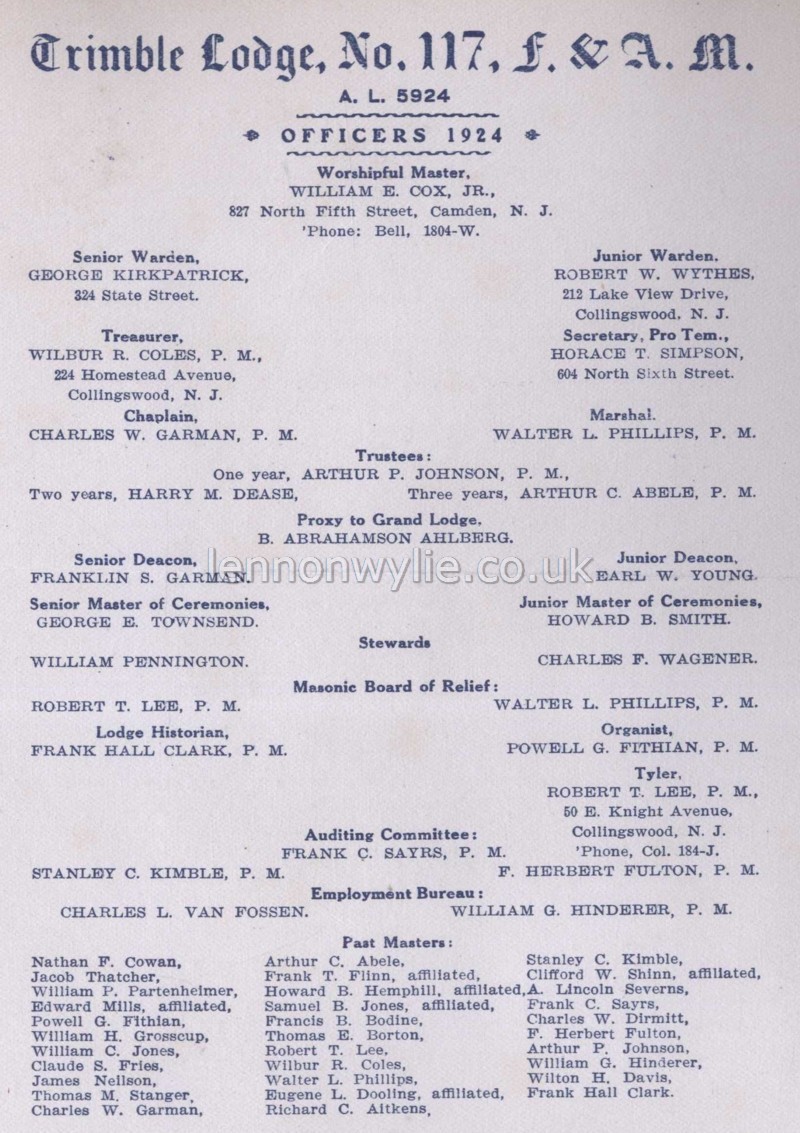 Trimble Lodge, No. 117, F. & A. M.
A. L. 5924
OFFICERS 1924
Worshipful Master,
WILLIAM E. COX, JR.,
827 North Fifth Street, Camden, N. J.
'Phone: Bell, 1804-W.
Senior Warden,
GEORGE KIRKPATRICK,
324 State Street.
Junior Warden.
ROBERT W. WYTHES,
212 Lake View Drive,
Collingswood, N. J.
Treasurer,
WILBUR R. COLES, P. M.,
224 Homestead Avenue,
Collingswood, N. J.
Secretary, Pro Tem.,
HORACE T. SIMPSON,
604 North Sixth Street.
Chaplain,
CHARLES W. GARMAN, P. M.
Marshal.
WALTER L. PHILLIPS, P. M.
Trustees:
One year, ARTHUR P. JOHNSON, P. M.,
Two years, HARRY M. DEASE, Three years, ARTHUR C. ABELE, P. M.
Proxy to Grand Lodge,
B. ABRAHAMSON AHLBERG.
Senior Deacon,
FRANKLIN S. GARMAN.
lennonwylie.co.uk
Junior Deacon,
EARL W. YOUNG.
Senior Master of Ceremonies,
GEORGE E. TOWNSEND.
Junior Master of Ceremonies,
HOWARD B. SMITH.
Stewards
WILLIAM PENNINGTON. CHARLES F. WAGENER.
Masonic Board of Relief:
ROBERT T. LEE, P. M. WALTER L. PHILLIPS, P. M.
Lodge Historian,
FRANK HALL CLARK, P. M.
Organist,
POWELL G. FITHIAN, P. M.
Tyler,
ROBERT T. LEE, P. M.,
50 E. Knight Avenue,
Collingswood, N. J.
'Phone, Col. 184-J.
Auditing Committee:
FRANK C. SAYRS, P. M.
STANLEY C. KIMBLE, P. M. F. HERBERT FULTON, P. M.
Employment Bureau:
CHARLES L. VAN FOSSEN. WILLIAM G. HINDERER, P. M.
Past Masters:
Nathan F. Cowan,
Jacob Thatcher,
William P. Partenheimer,
Edward Mills, affiliated,
Powell G. Fithian,
William H. Grosscup,
William C. Jones,
Claude S. Fries,
James Neilson,
Thomas M. Stanger,
Charles W. Garman,
Arthur C. Abele,
Frank T. Flinn, affiliated,
Howard B. Hemphill, affiliated,
Samuel B. Jones, affiliated,
Francis B. Bodine,
Thomas E. Borton,
Robert T. Lee,
Wilbur R. Coles,
Walter L. Phillips,
Eugene L. Dooling, affiliated,
Richard C. Aitkens,
Stanley C. Kimble,
Clifford W. Shinn, affiliated,
A. Lincoln Severns,
Frank C. Sayrs,
Charles W. Dirmitt,
F. Herbert Fulton,
Arthur P. Johnson,
William G. Hinderer,
Wilton H. Davis,
Frank Hall Clark.